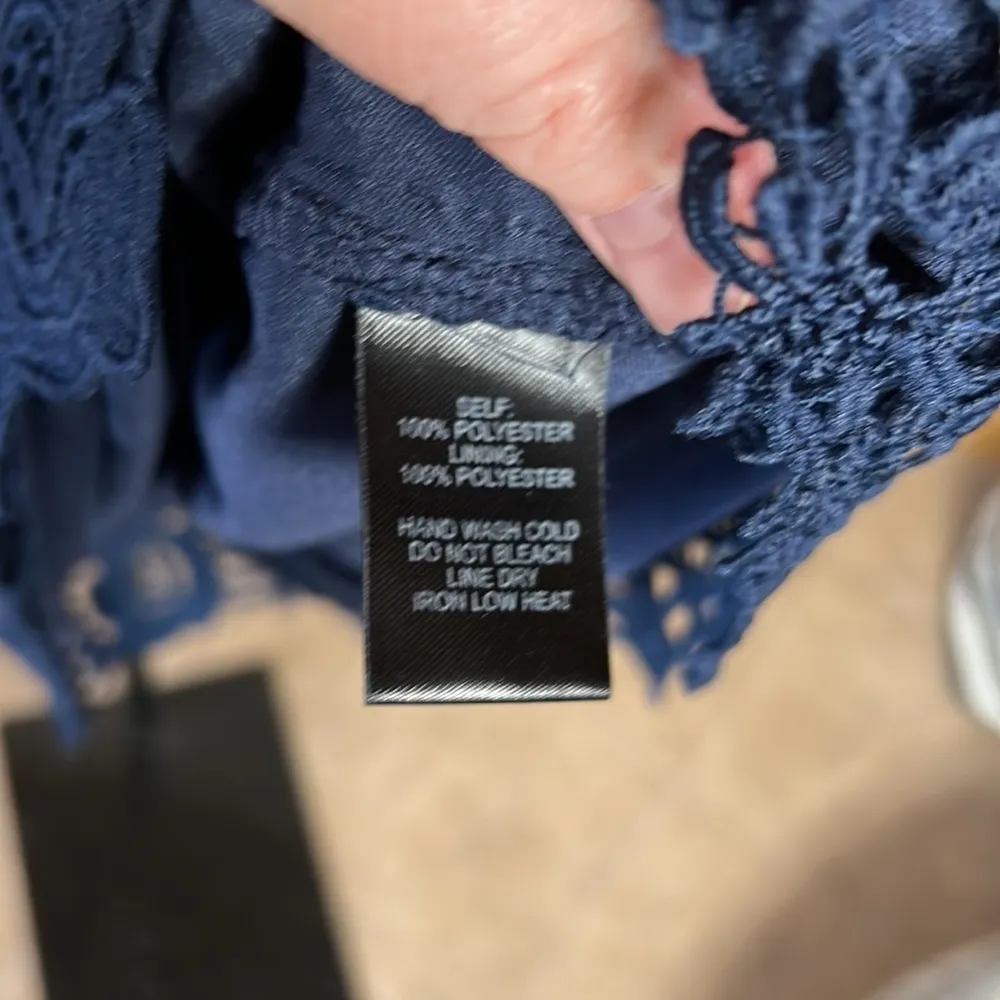 SELF:
100% POLYESTER
LINING:
100% POLYESTER
HAND WASH COLD
DO NOT BLEACH
LINE DRY
IRON LOW HEAT